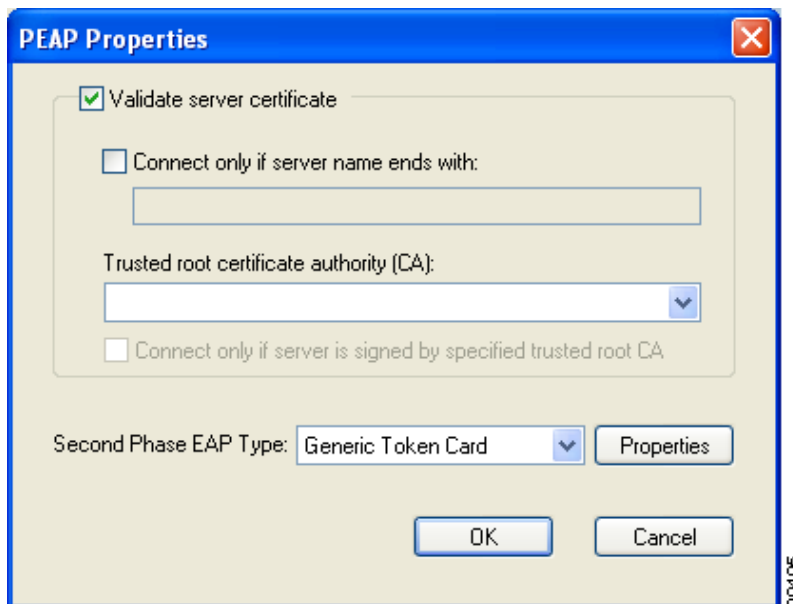 PEAP Properties
Validate server certificate
Connect only if server name ends with:
Trusted root certificate authority (CA):
Connect only if server is signed by specified trusted root CA
Second Phase EAP Type: Generic Token Card Properties
OK Cancel